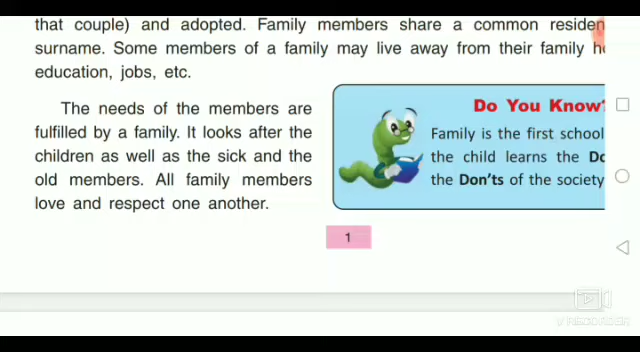 that couple) and adopted. Family members share a common
surname. Some members of a family may live away from their family
education, jobs, etc.
The needs of the members are
fulfilled by a family. It looks after the
children as well as the sick and the
old members. All family members
love and respect one another.
Do You Know
Family is the first school
the child learns the
the Don'ts of the society
1